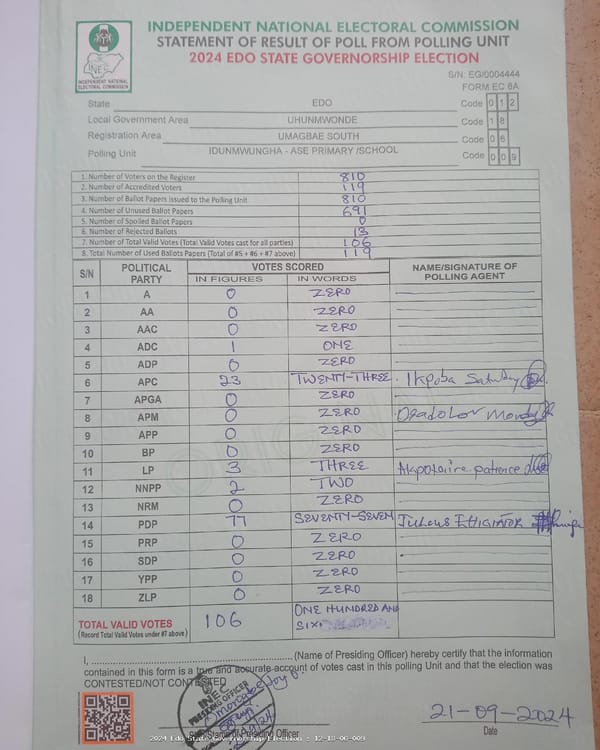 INDEPENDENT NATIONAL ELECTORAL COMMISSION
STATEMENT OF RESULT OF POLL FROM POLLING UNIT
2024 EDO STATE GOVERNORSHIP ELECTION
INEC
INDEPENDENT NATIONAL
ELECTORAL COMMISSION
S/N: EG/0004444
FORM EC 8A
State EDO Code 0 1 2
Local Government Area UHUNMWONDE Code 1 8
Registration Area UMAGBAE SOUTH Code 0 6
Polling Unit IDUNMWUNGHA - ASE PRIMARY /SCHOOL Code 0 0 9
1. Number of Voters on the Register 810
2. Number of Accredited Voters 119
3. Number of Ballot Papers Issued to the Polling Unit 810
4. Number of Unused Ballot Papers 691
5. Number of Spoiled Ballot Papers 0
6. Number of Rejected Ballots 13
7. Number of Total Valid Votes (Total Valid Votes cast for all parties) 106
8. Total Number of Used Ballots Papers (Total of #5 + #6 + #7 above) 119
S/N POLITICAL PARTY VOTES SCORED NAME/SIGNATURE OF POLLING AGENT
IN FIGURES IN WORDS
1 A 0 ZERO
2 AA 0 ZERO
3 AAC 0 ZERO
4 ADC 1 ONE
5 ADP 0 ZERO
6 APC 23 TWENTY-THREE Ikpoba Saturday
7 APGA 0 ZERO
8 APM 0 ZERO
9 APP 0 ZERO
10 BP 0 ZERO
11 LP 3 THREE patience
12 NNPP 2 TWO
13 NRM 0 ZERO
14 PDP 77 SEVENTY-SEVEN
15 PRP 0 ZERO
16 SDP 0 ZERO
17 YPP 0 ZERO
18 ZLP 0 ZERO
TOTAL VALID VOTES
(Record Total Valid Votes under #7 above)
106
ONE HUNDRED AND
SIX
I, (Name of Presiding Officer) hereby certify that the information
contained in this form is a true and accurate account of votes cast in this polling Unit and that the election was
CONTESTED/NOT CONTESTED
INEC
PRESIDING OFFICER
21-09-2024
Date
2024 Edo State Governorship Election : 12-18-06-009